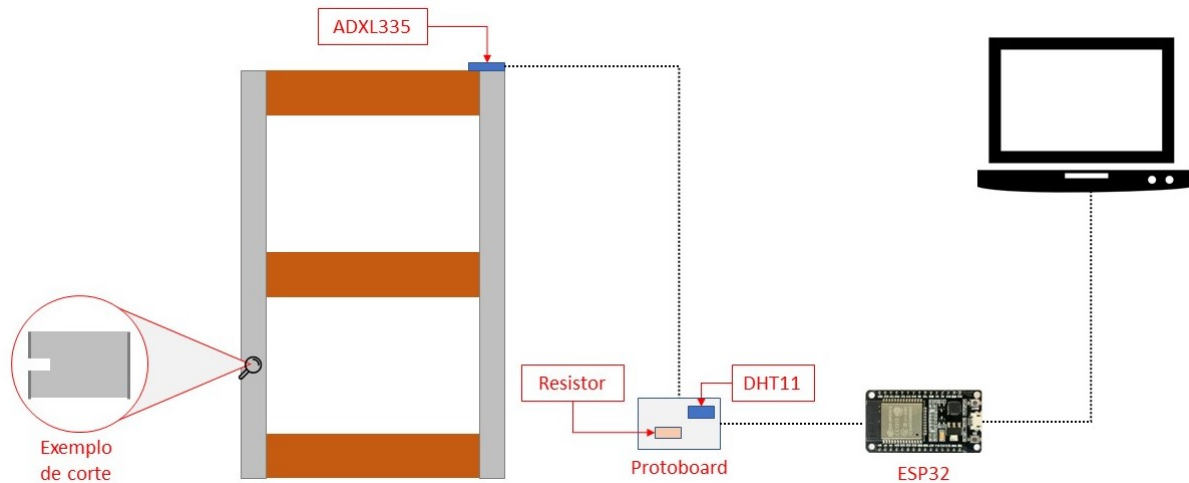 ADXL335
Resistor
DHT11
Exemplo
de corte
Protoboard
ESP32